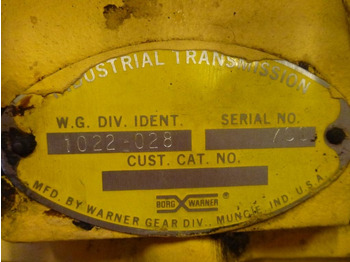 INDUSTRIAL TRANSMISSION
W.G. DIV. IDENT. SERIAL NO.
1022-028
CUST. CAT. NO.
BORG WARNER
MFD. BY WARNER GEAR DIV., MUNCIE, IND. U.S.A.